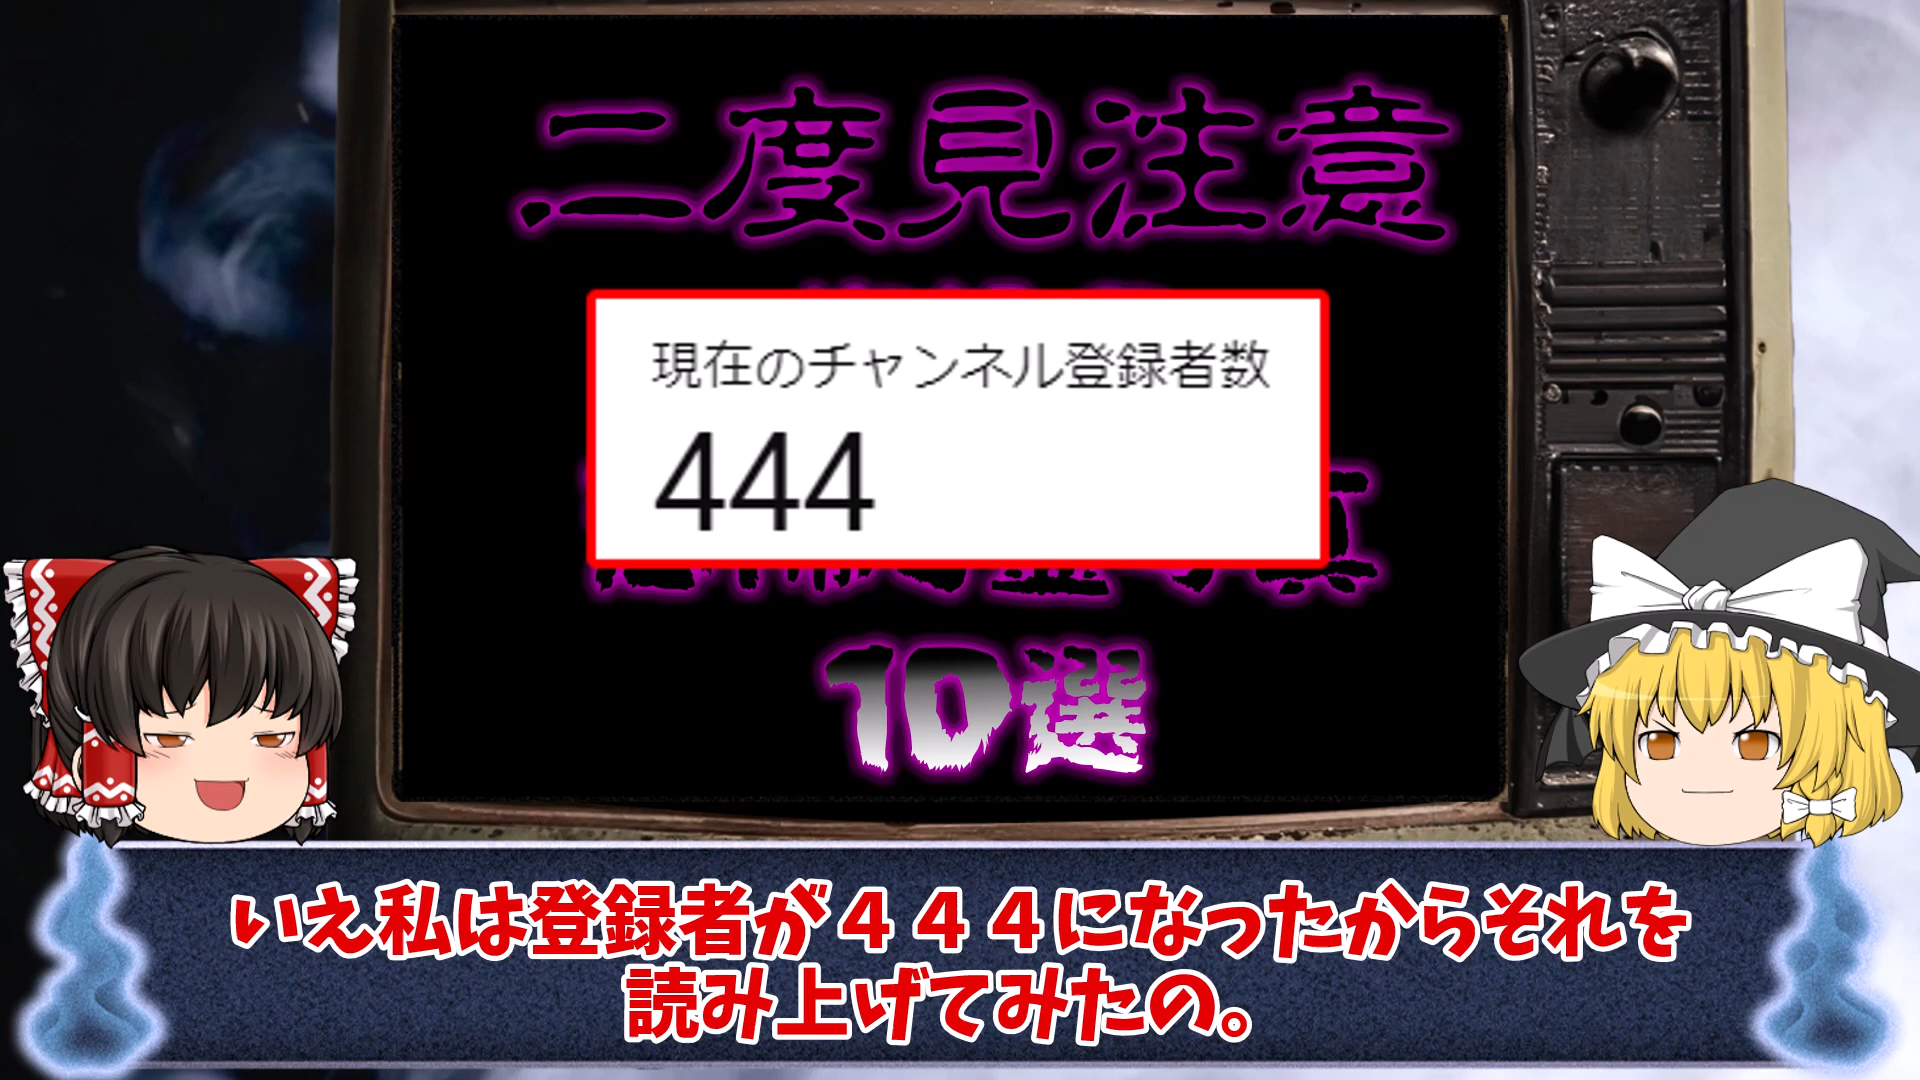 二度見注意
現在のチャンネル登録者数
444
10選
いえ私は登録者が４４４になったからそれを
読み上げてみたの。